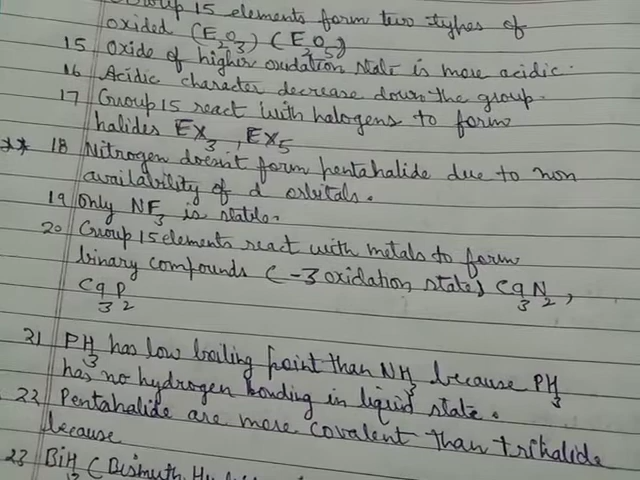 Group 15 elements form two types of
oxided (E2O3) (E2O5)
15 Oxide of higher oxidation state is more acidic.
16 Acidic character decrease down the group.
17 Group 15 react with halogens to form
halides EX3, EX5
** 18 Nitrogen doesn't form pentahalide due to non
availability of d orbitals.
19 Only NF3 is stable.
20 Group 15 elements react with metals to form
binary compounds (-3 oxidation state) Ca3N2,
Ca3P2
21 PH3 has low boiling point than NH3 because PH3
has no hydrogen bonding in liquid state.
22 Pentahalide are more covalent than trihalide
because
23 BiH3 (Bismuth